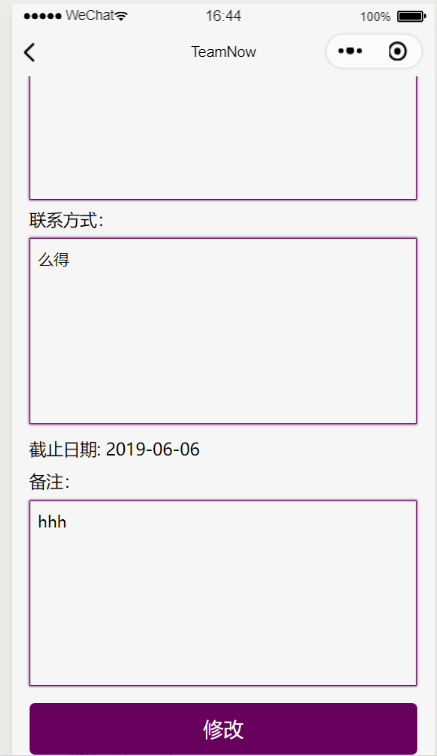 WeChat 16:44 100%
TeamNow
联系方式：
么得
截止日期: 2019-06-06
备注：
hhh
修改